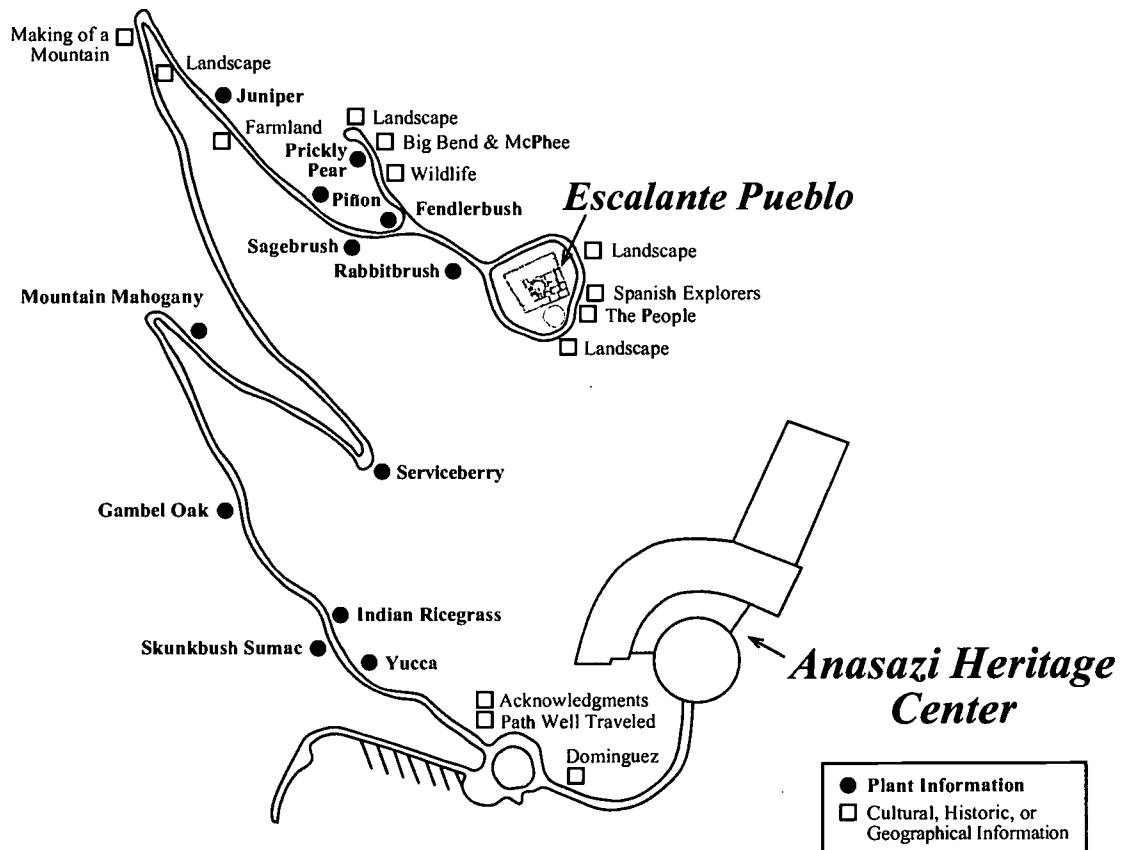 Making of a
Mountain
Landscape
Juniper
Farmland
Landscape
Big Bend & McPhee
Prickly
Pear
Wildlife
Piñon
Fendlerbush
Escalante Pueblo
Sagebrush
Rabbitbrush
Landscape
Spanish Explorers
The People
Landscape
Mountain Mahogany
Serviceberry
Gambel Oak
Indian Ricegrass
Skunkbush Sumac
Yucca
Anasazi Heritage
Center
Acknowledgments
Path Well Traveled
Dominguez
Plant Information
Cultural, Historic, or
Geographical Information